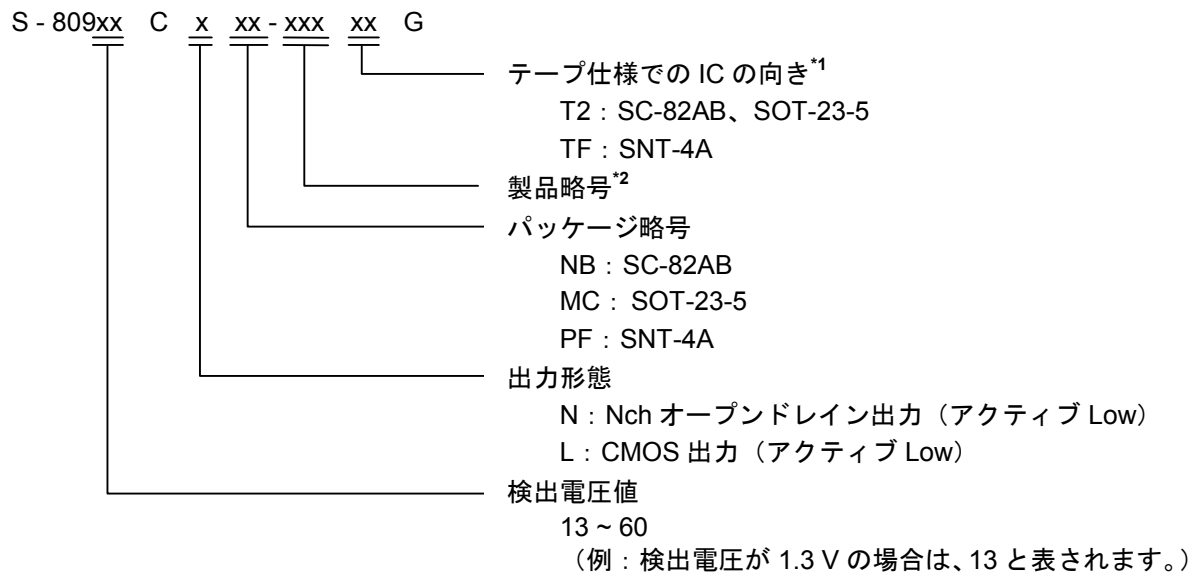 S - 809xx C x xx - xxx xx G
テープ仕様での IC の向き*1
T2：SC-82AB、SOT-23-5
TF：SNT-4A
製品略号*2
パッケージ略号
NB：SC-82AB
MC：SOT-23-5
PF：SNT-4A
出力形態
N：Nch オープンドレイン出力（アクティブ Low）
L：CMOS 出力（アクティブ Low）
検出電圧値
13 ~ 60
（例：検出電圧が 1.3 V の場合は、13 と表されます。）